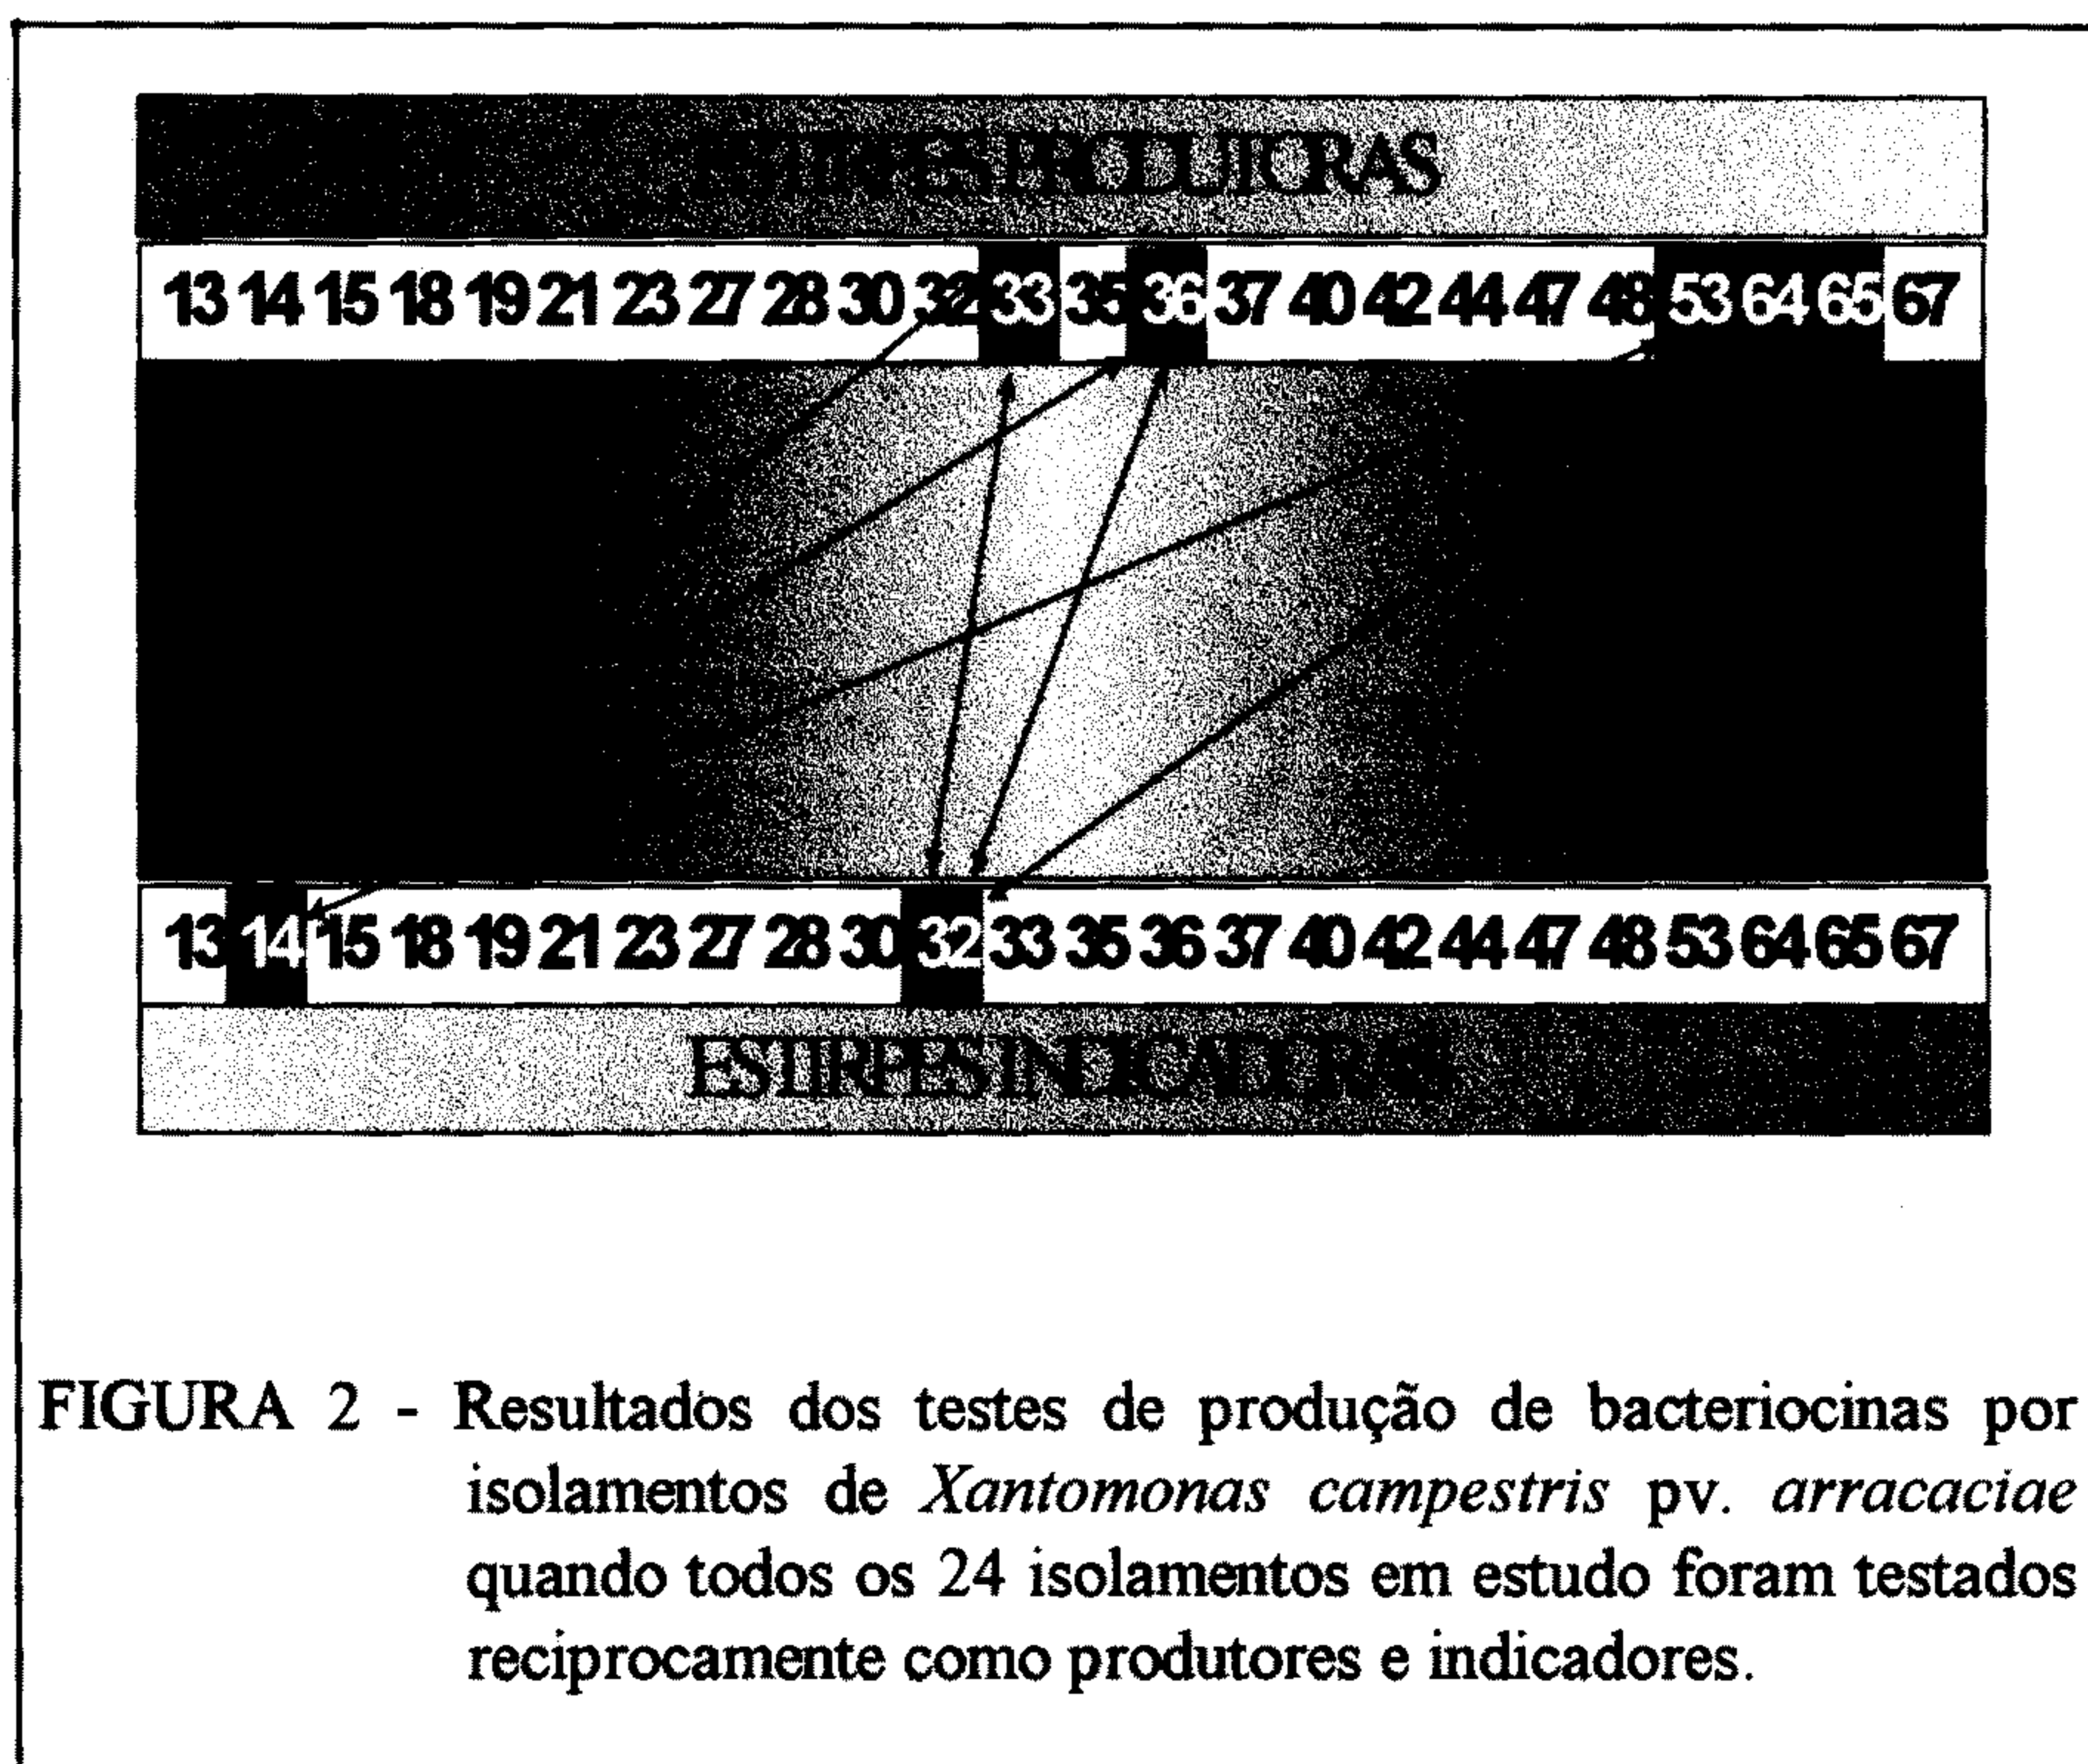 ESTIRPES PRODUTORAS
13 14 15 18 19 21 23 27 28 30 32 33 35 36 37 40 42 44 47 48 53 64 65 67
13 14 15 18 19 21 23 27 28 30 32 33 35 36 37 40 42 44 47 48 53 64 65 67
ESTIRPES INDICADORAS
FIGURA 2 - Resultados dos testes de produção de bacteriocinas por
isolamentos de Xantomonas campestris pv. arracaciae
quando todos os 24 isolamentos em estudo foram testados
reciprocamente como produtores e indicadores.